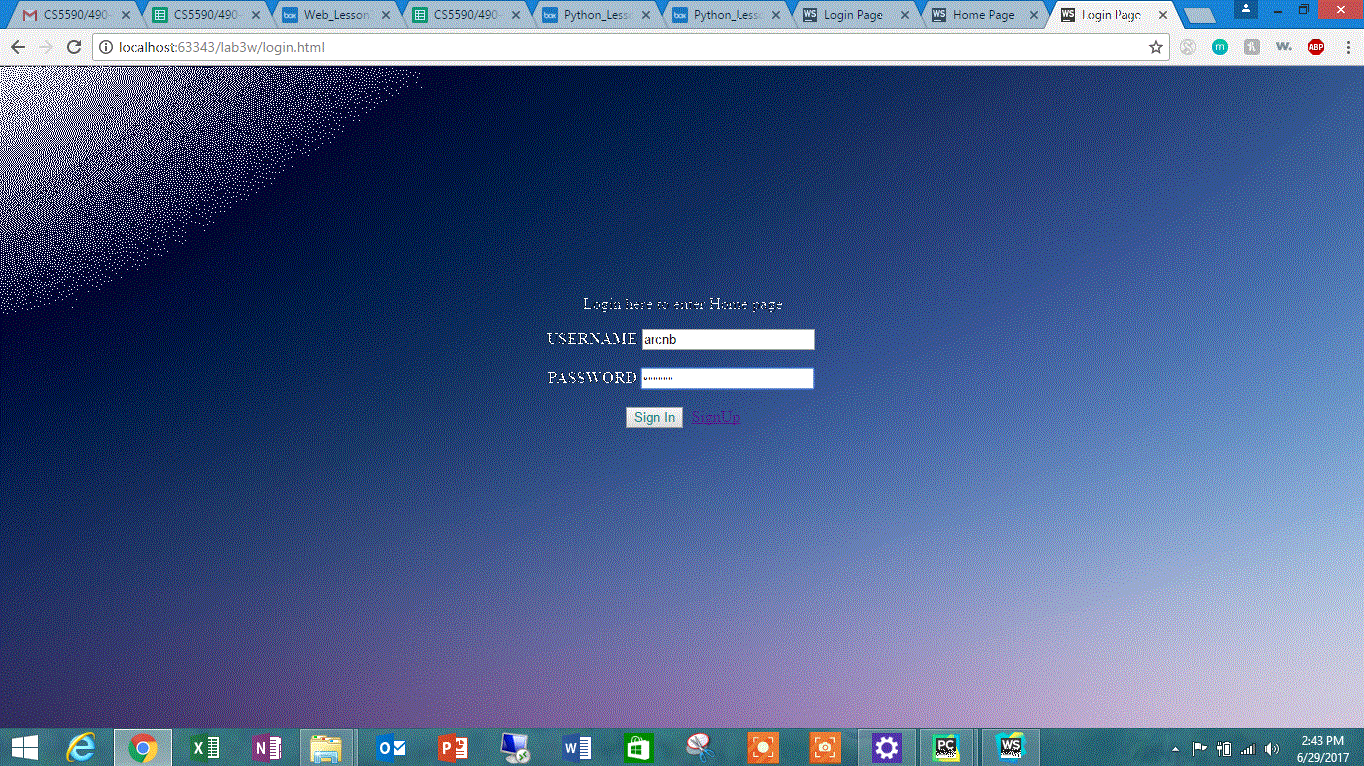 CS5590/490- CS5590/490- Web_Lesson CS5590/490- Python_Less Python_Less Login Page Home Page Login Page
localhost:63343/lab3w/login.html
Login here to enter Home page
USERNAME arcnb
PASSWORD
Sign In SignUp
2:43 PM
6/29/2017